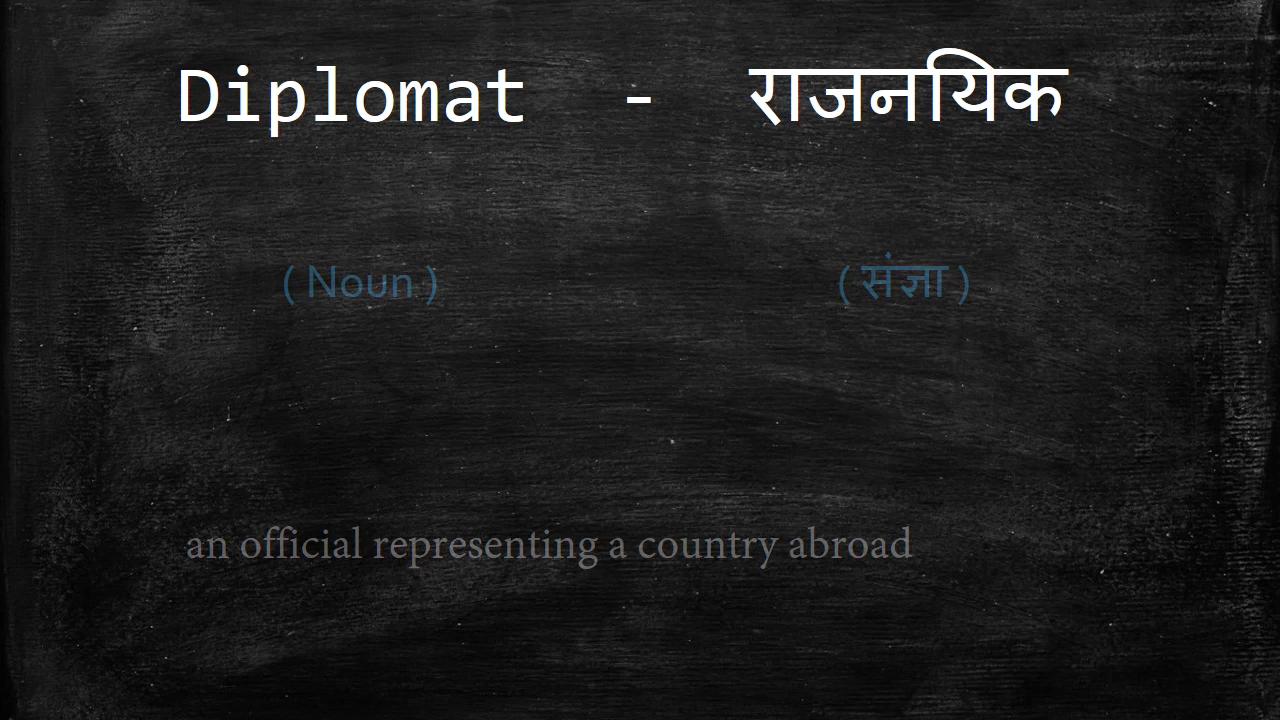 Diplomat - राजनयिक
( Noun ) ( संज्ञा )
an official representing a country abroad